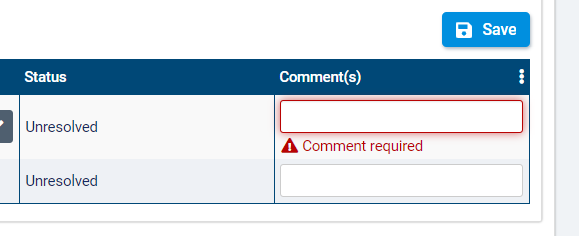 Save
Status Comment(s)
Unresolved
Comment required
Unresolved